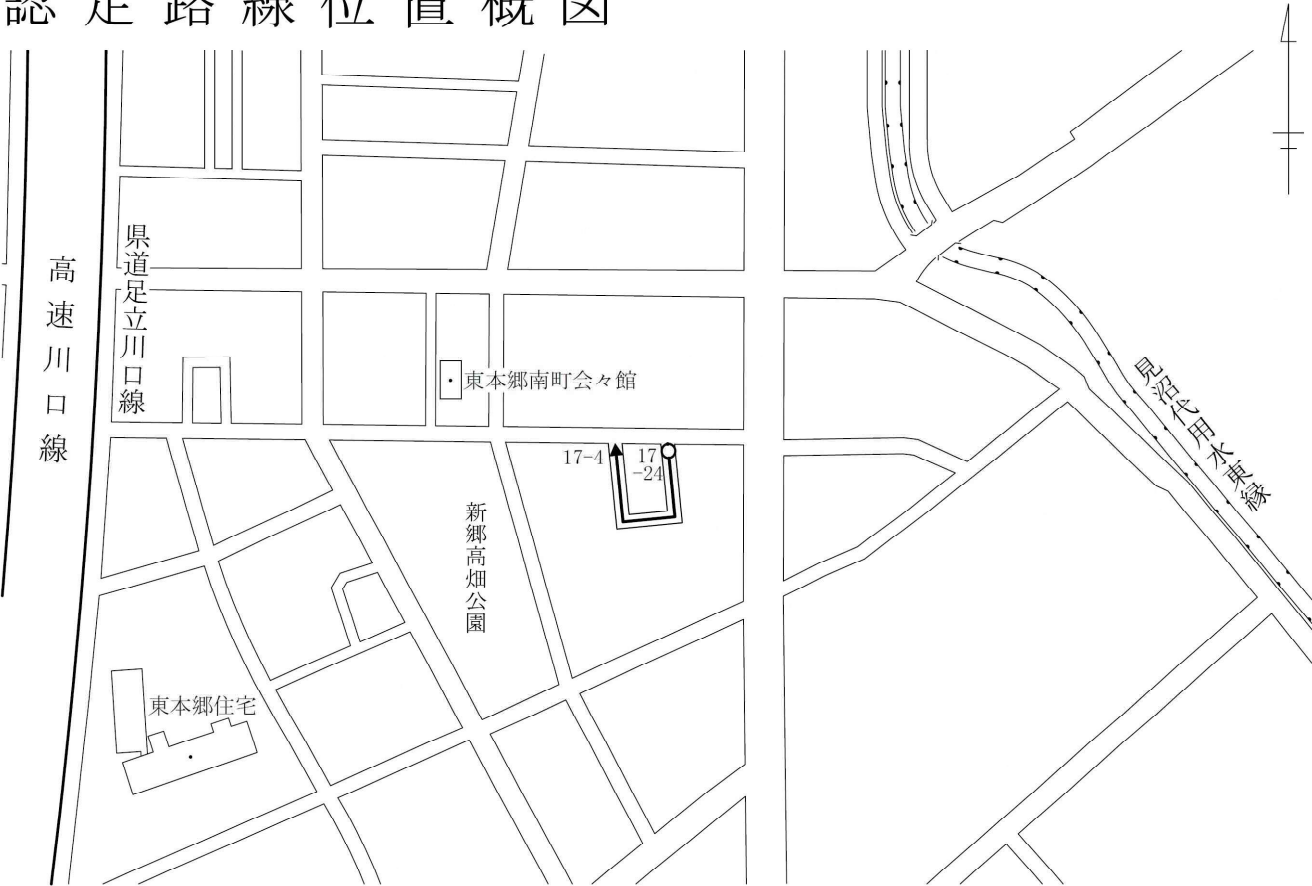 認定路線位置概図
県道足立川口線
高速川口線
東本郷南町会々館
見沼代用水東縁
17-4
17
-24
新郷高畑公園
東本郷住宅